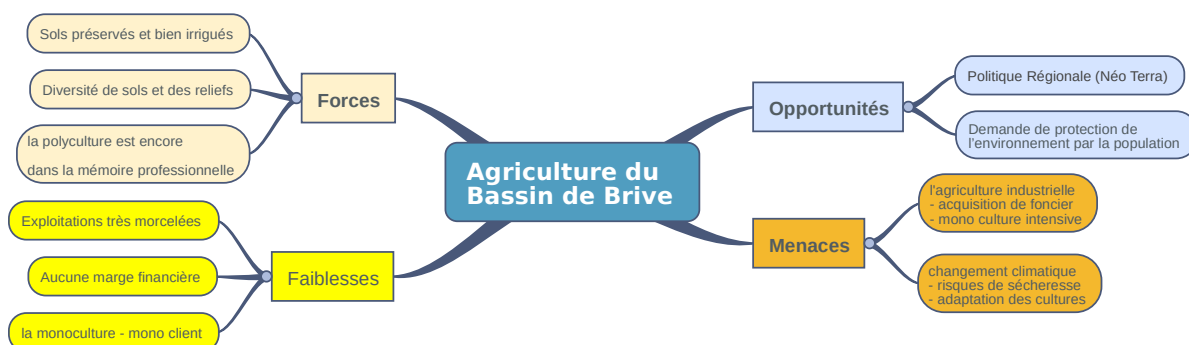 Agriculture du
Bassin de Brive
Forces
Sols préservés et bien irrigués
Diversité de sols et des reliefs
la polyculture est encore
dans la mémoire professionnelle
Faiblesses
Exploitations très morcelées
Aucune marge financière
la monoculture - mono client
Opportunités
Politique Régionale (Néo Terra)
Demande de protection de
l'environnement par la population
Menaces
l'agriculture industrielle
- acquisition de foncier
- mono culture intensive
changement climatique
- risques de sécheresse
- adaptation des cultures